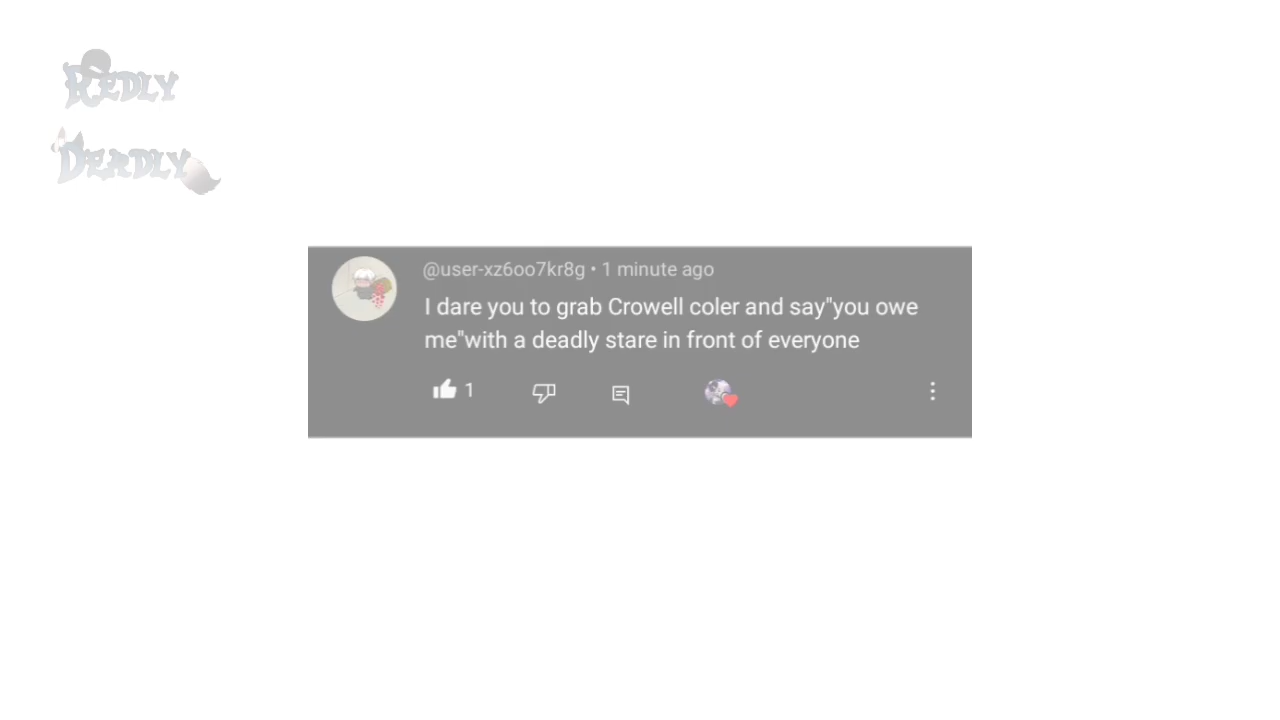 REDLY
DEADLY
@user-xz6oo7kr8g • 1 minute ago
I dare you to grab Crowell coler and say"you owe
me"with a deadly stare in front of everyone
1